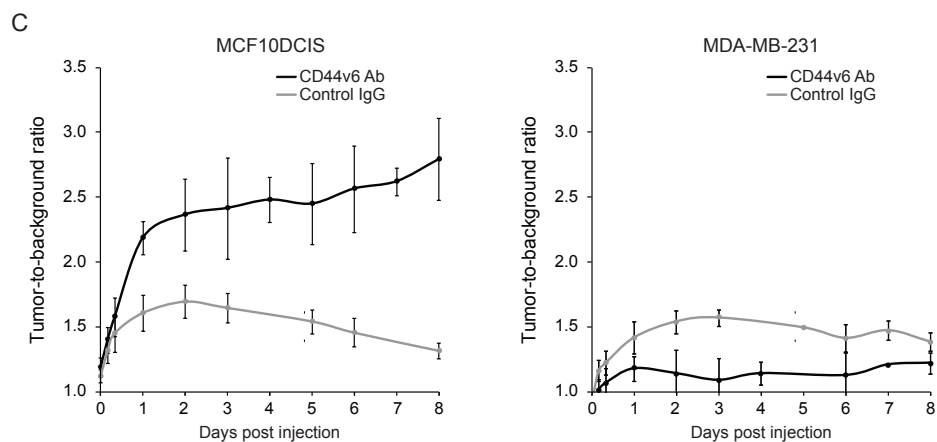 C
MCF10DCIS
MDA-MB-231
3.5
CD44v6 Ab
Control IgG
3.0
2.5
2.0
1.5
1.0
Tumor-to-background ratio
0 1 2 3 4 5 6 7 8
Days post injection
3.5
CD44v6 Ab
Control IgG
3.0
2.5
2.0
1.5
1.0
Tumor-to-background ratio
0 1 2 3 4 5 6 7 8
Days post injection